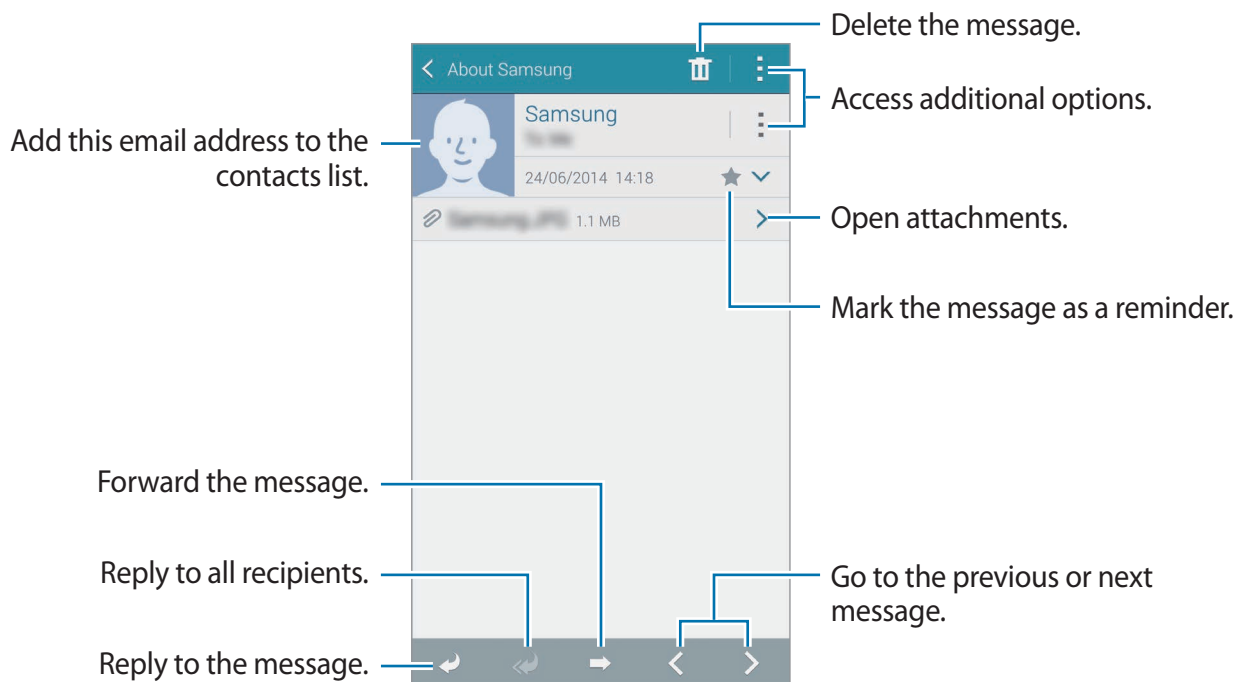 Delete the message.
About Samsung
Access additional options.
Samsung
Add this email address to the
contacts list.
24/06/2014 14:18
1.1 MB
Open attachments.
Mark the message as a reminder.
Forward the message.
Reply to all recipients.
Go to the previous or next
message.
Reply to the message.